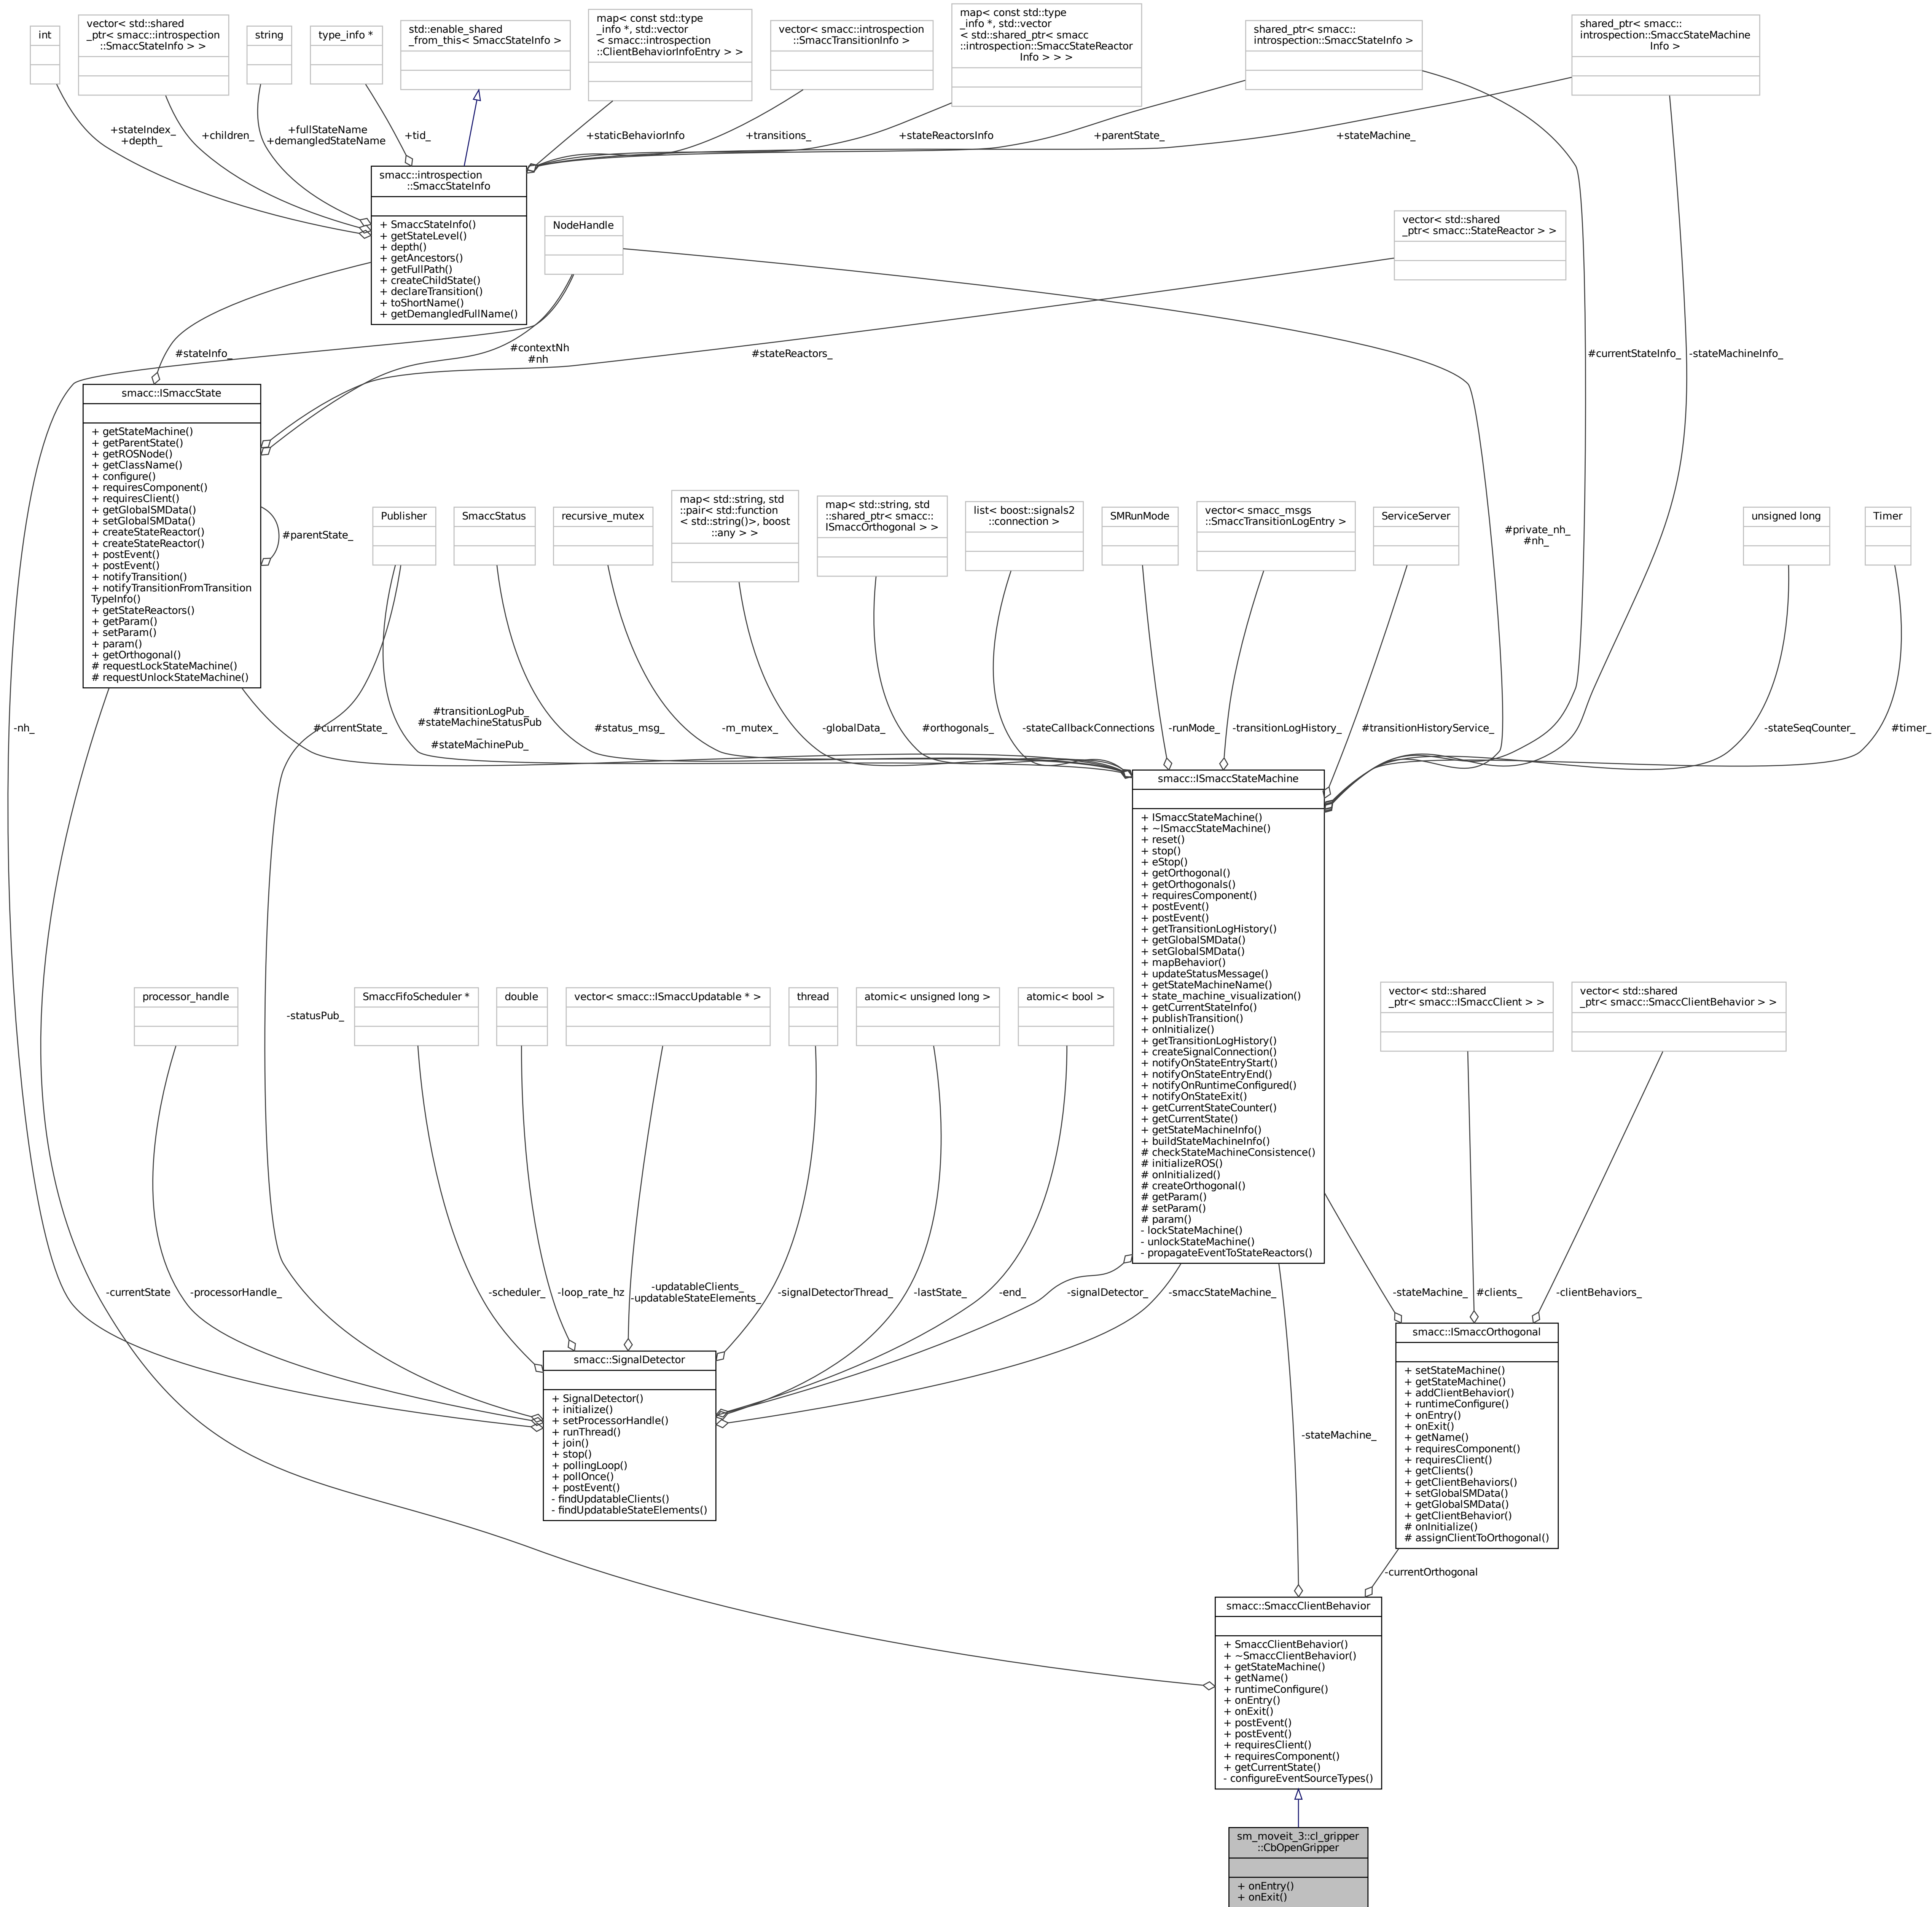 int
vector< std::shared
_ptr< smacc::introspection
::SmaccStateInfo > >
string
type_info *
std::enable_shared
_from_this< SmaccStateInfo >
map< const std::type
_info *, std::vector
< smacc::introspection
::ClientBehaviorInfoEntry > >
vector< smacc::introspection
::SmaccTransitionInfo >
map< const std::type
_info *, std::vector
< std::shared_ptr< smacc
::introspection::SmaccStateReactor
Info > > >
shared_ptr< smacc::
introspection::SmaccStateInfo >
shared_ptr< smacc::
introspection::SmaccStateMachine
Info >
+stateIndex_
+depth_
+children_
+fullStateName
+demangledStateName
+tid_
+staticBehaviorInfo
+transitions_
+stateReactorsInfo
+parentState_
+stateMachine_
smacc::introspection
::SmaccStateInfo
+ SmaccStateInfo()
+ getStateLevel()
+ depth()
+ getAncestors()
+ getFullPath()
+ createChildState()
+ declareTransition()
+ toShortName()
+ getDemangledFullName()
NodeHandle
vector< std::shared
_ptr< smacc::StateReactor > >
#stateInfo_
#contextNh
#nh
#stateReactors_
#currentStateInfo_
-stateMachineInfo_
smacc::ISmaccState
+ getStateMachine()
+ getParentState()
+ getROSNode()
+ getClassName()
+ configure()
+ requiresComponent()
+ requiresClient()
+ getGlobalSMData()
+ setGlobalSMData()
+ createStateReactor()
+ createStateReactor()
+ postEvent()
+ postEvent()
+ notifyTransition()
+ notifyTransitionFromTransition
TypeInfo()
+ getStateReactors()
+ getParam()
+ setParam()
+ param()
+ getOrthogonal()
# requestLockStateMachine()
# requestUnlockStateMachine()
#parentState_
Publisher
SmaccStatus
recursive_mutex
map< std::string, std
::pair< std::function
< std::string()>, boost
::any > >
map< std::string, std
::shared_ptr< smacc::
ISmaccOrthogonal > >
list< boost::signals2
::connection >
SMRunMode
vector< smacc_msgs
::SmaccTransitionLogEntry >
ServiceServer
#private_nh_
#nh_
unsigned long
Timer
-nh_
#currentState_
#transitionLogPub_
#stateMachineStatusPub
_
#stateMachinePub_
#status_msg_
-m_mutex_
-globalData_
#orthogonals_
-stateCallbackConnections
-runMode_
-transitionLogHistory_
#transitionHistoryService_
-stateSeqCounter_
#timer_
smacc::ISmaccStateMachine
+ ISmaccStateMachine()
+ ~ISmaccStateMachine()
+ reset()
+ stop()
+ eStop()
+ getOrthogonal()
+ getOrthogonals()
+ requiresComponent()
+ postEvent()
+ postEvent()
+ getTransitionLogHistory()
+ getGlobalSMData()
+ setGlobalSMData()
+ mapBehavior()
+ updateStatusMessage()
+ getStateMachineName()
+ state_machine_visualization()
+ getCurrentStateInfo()
+ publishTransition()
+ onInitialize()
+ getTransitionLogHistory()
+ createSignalConnection()
+ notifyOnStateEntryStart()
+ notifyOnStateEntryEnd()
+ notifyOnRuntimeConfigured()
+ notifyOnStateExit()
+ getCurrentStateCounter()
+ getCurrentState()
+ getStateMachineInfo()
+ buildStateMachineInfo()
# checkStateMachineConsistence()
# initializeROS()
# onInitialized()
# createOrthogonal()
# getParam()
# setParam()
# param()
- lockStateMachine()
- unlockStateMachine()
- propagateEventToStateReactors()
processor_handle
-statusPub_
SmaccFifoScheduler *
double
vector< smacc::ISmaccUpdatable * >
thread
atomic< unsigned long >
atomic< bool >
vector< std::shared
_ptr< smacc::ISmaccClient > >
vector< std::shared
_ptr< smacc::SmaccClientBehavior > >
-currentState
-processorHandle_
-scheduler_
-loop_rate_hz
-updatableClients_
-updatableStateElements_
-signalDetectorThread_
-lastState_
-end_
-signalDetector_
-smaccStateMachine_
-stateMachine_
#clients_
-clientBehaviors_
smacc::SignalDetector
+ SignalDetector()
+ initialize()
+ setProcessorHandle()
+ runThread()
+ join()
+ stop()
+ pollingLoop()
+ pollOnce()
+ postEvent()
- findUpdatableClients()
- findUpdatableStateElements()
-stateMachine_
smacc::ISmaccOrthogonal
+ setStateMachine()
+ getStateMachine()
+ addClientBehavior()
+ runtimeConfigure()
+ onEntry()
+ onExit()
+ getName()
+ requiresComponent()
+ requiresClient()
+ getClients()
+ getClientBehaviors()
+ setGlobalSMData()
+ getGlobalSMData()
+ getClientBehavior()
# onInitialize()
# assignClientToOrthogonal()
-currentOrthogonal
smacc::SmaccClientBehavior
+ SmaccClientBehavior()
+ ~SmaccClientBehavior()
+ getStateMachine()
+ getName()
+ runtimeConfigure()
+ onEntry()
+ onExit()
+ postEvent()
+ postEvent()
+ requiresClient()
+ requiresComponent()
+ getCurrentState()
- configureEventSourceTypes()
sm_moveit_3::cl_gripper
::CbOpenGripper
+ onEntry()
+ onExit()